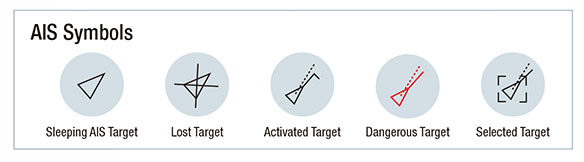 AIS Symbols
Sleeping AIS Target
Lost Target
Activated Target
Dangerous Target
Selected Target